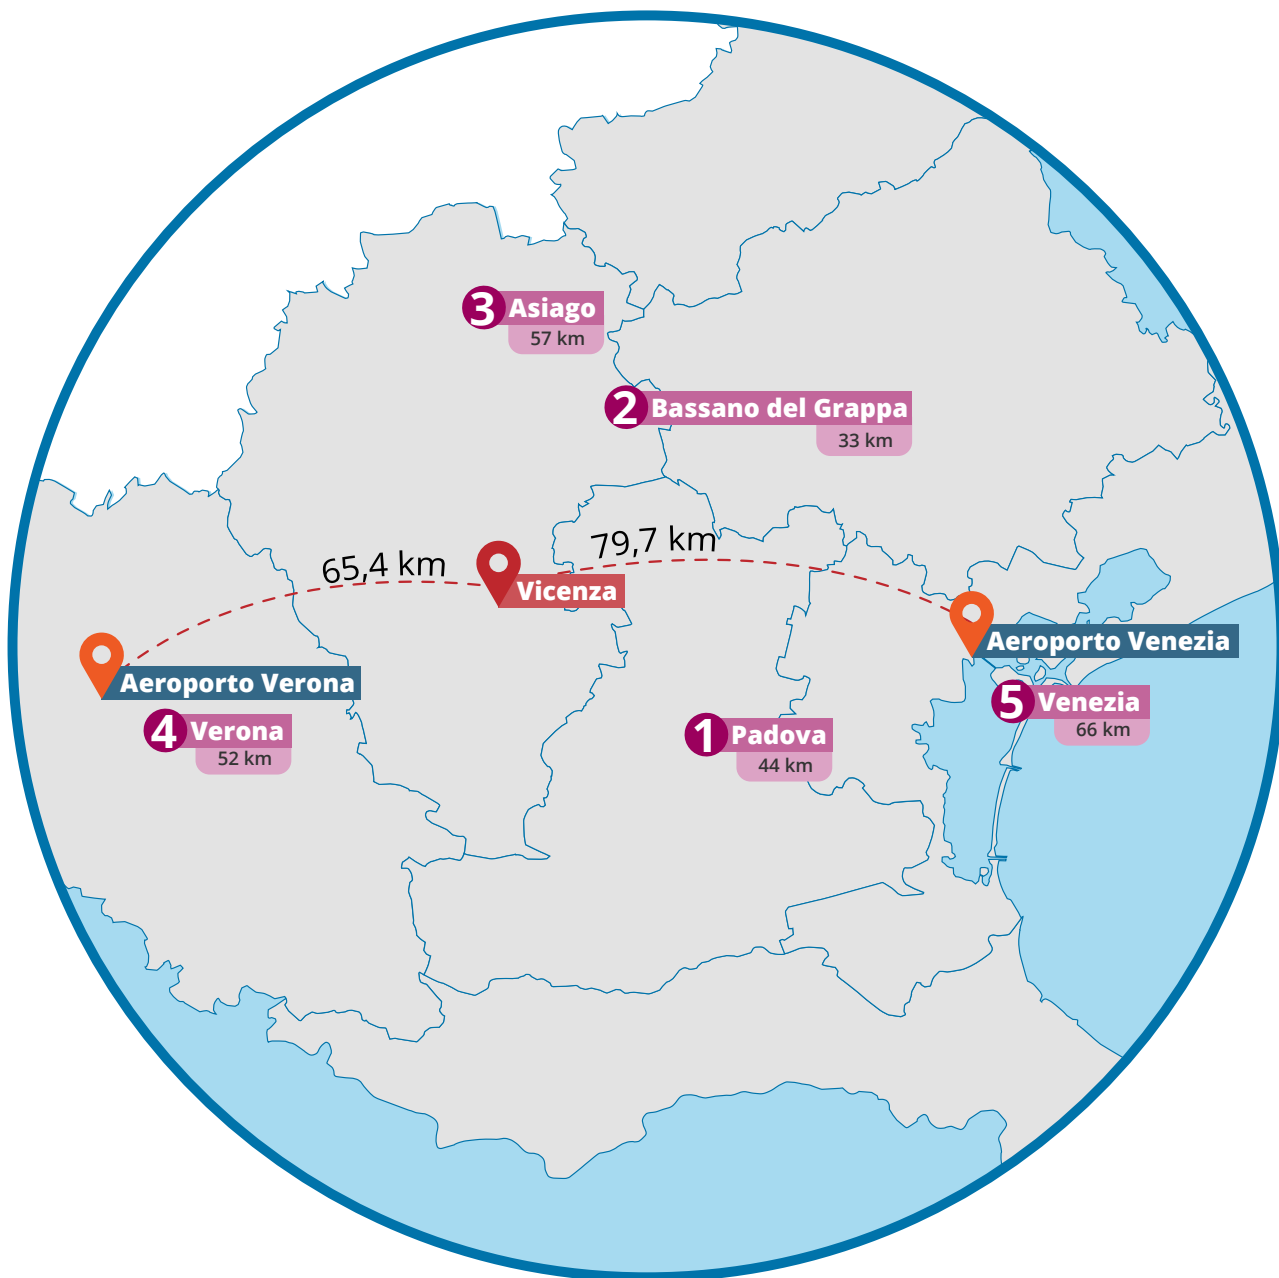 3 Asiago
57 km
2 Bassano del Grappa
33 km
65,4 km
79,7 km
Vicenza
Aeroporto Venezia
Aeroporto Verona
5 Venezia
66 km
4 Verona
52 km
1 Padova
44 km